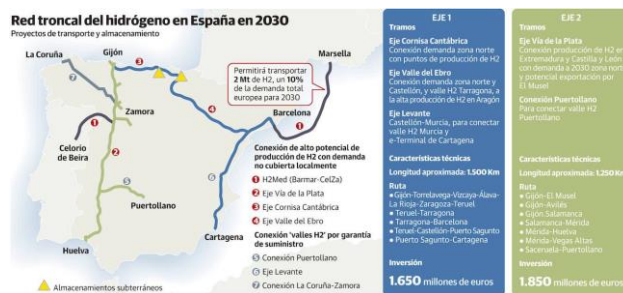 Red troncal del hidrógeno en España en 2030
Proyectos de transporte y almacenamiento
La Coruña
Gijón
Marsella
Permitirá transportar
2 Mt de H2, un 10%
de la demanda total
europea para 2030
Zamora
Barcelona
Celorio
de Beira
Puertollano
Huelva
Cartagena
Conexión de alto potencial de
producción de H2 con demanda
no cubierta localmente
1 H2Med (Barmar-CelZa)
2 Eje Vía de la Plata
3 Eje Cornisa Cantábrica
4 Eje Valle del Ebro
Conexión 'valles H2' por garantía
de suministro
5 Conexión Puertollano
6 Eje Levante
7 Conexión La Coruña-Zamora
Almacenamientos subterráneos
EJE 1
Tramos
Eje Cornisa Cantábrica
Conexión demanda zona norte
con puntos de producción de H2
Eje Valle del Ebro
Conexión demanda zona norte y
Castellón, y valle H2 Tarragona, a
la alta producción de H2 en Aragón
Eje Levante
Castellón-Murcia, para conectar
valle H2 Murcia y
e-Terminal de Cartagena
Características técnicas
Longitud aproximada: 1.500 Km
Ruta
• Gijón-Torrelavega-Vizcaya-Álava-
La Rioja-Zaragoza-Teruel
• Teruel-Tarragona
• Tarragona-Barcelona
• Teruel-Castellón-Puerto Sagunto
• Puerto Sagunto-Cartagena
Inversión
1.650 millones de euros
EJE 2
Tramos
Eje Vía de la Plata
Conexión producción de H2 en
Extremadura y Castilla y León
con demanda a 2030 zona norte
y potencial exportación por
El Musel
Conexión Puertollano
Para conectar valle H2
Puertollano
Características técnicas
Longitud aproximada: 1.250 Km
Ruta
• Gijón-El Musel
• Gijón-Avilés
• Gijón-Salamanca
• Salamanca-Mérida
• Mérida-Huelva
• Mérida-Vegas Altas
• Saceruela-Puertollano
Inversión
1.850 millones de euros